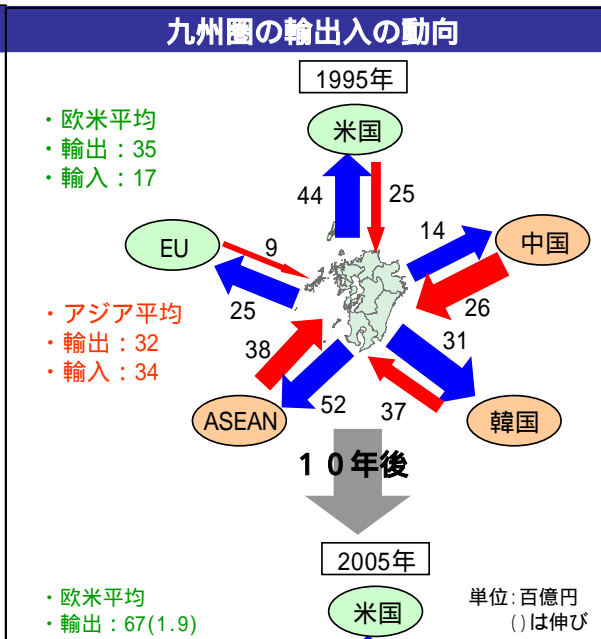 九州圏の輸出入の動向
1995年
・欧米平均
・輸出：35
・輸入：17
米国
44
25
EU
9
25
14
中国
26
・アジア平均
・輸出：32
・輸入：34
38
ASEAN
52
31
37
韓国
１０年後
2005年
・欧米平均
・輸出：67(1.9)
米国
単位：百億円
()は伸び